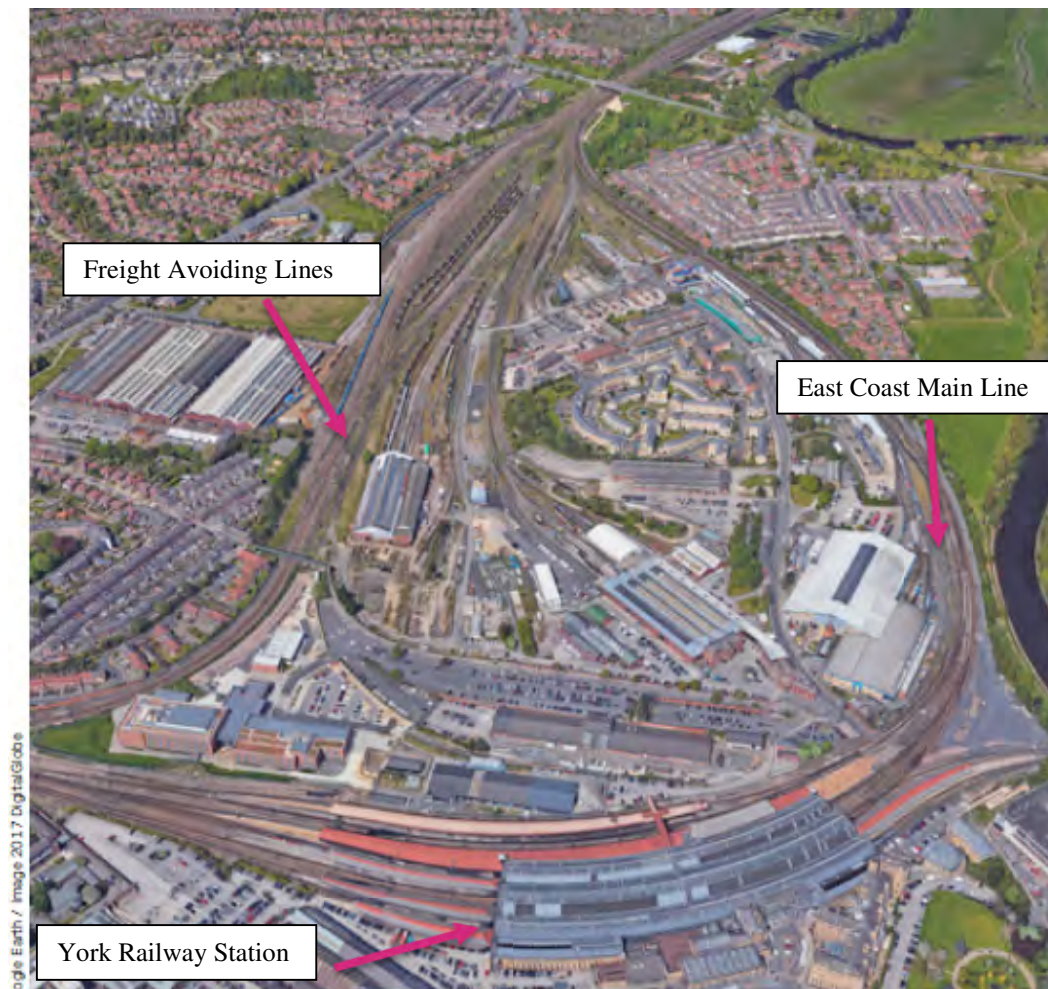 Freight Avoiding Lines
East Coast Main Line
York Railway Station
ogle Earth / Image 2017 DigitalGlobe